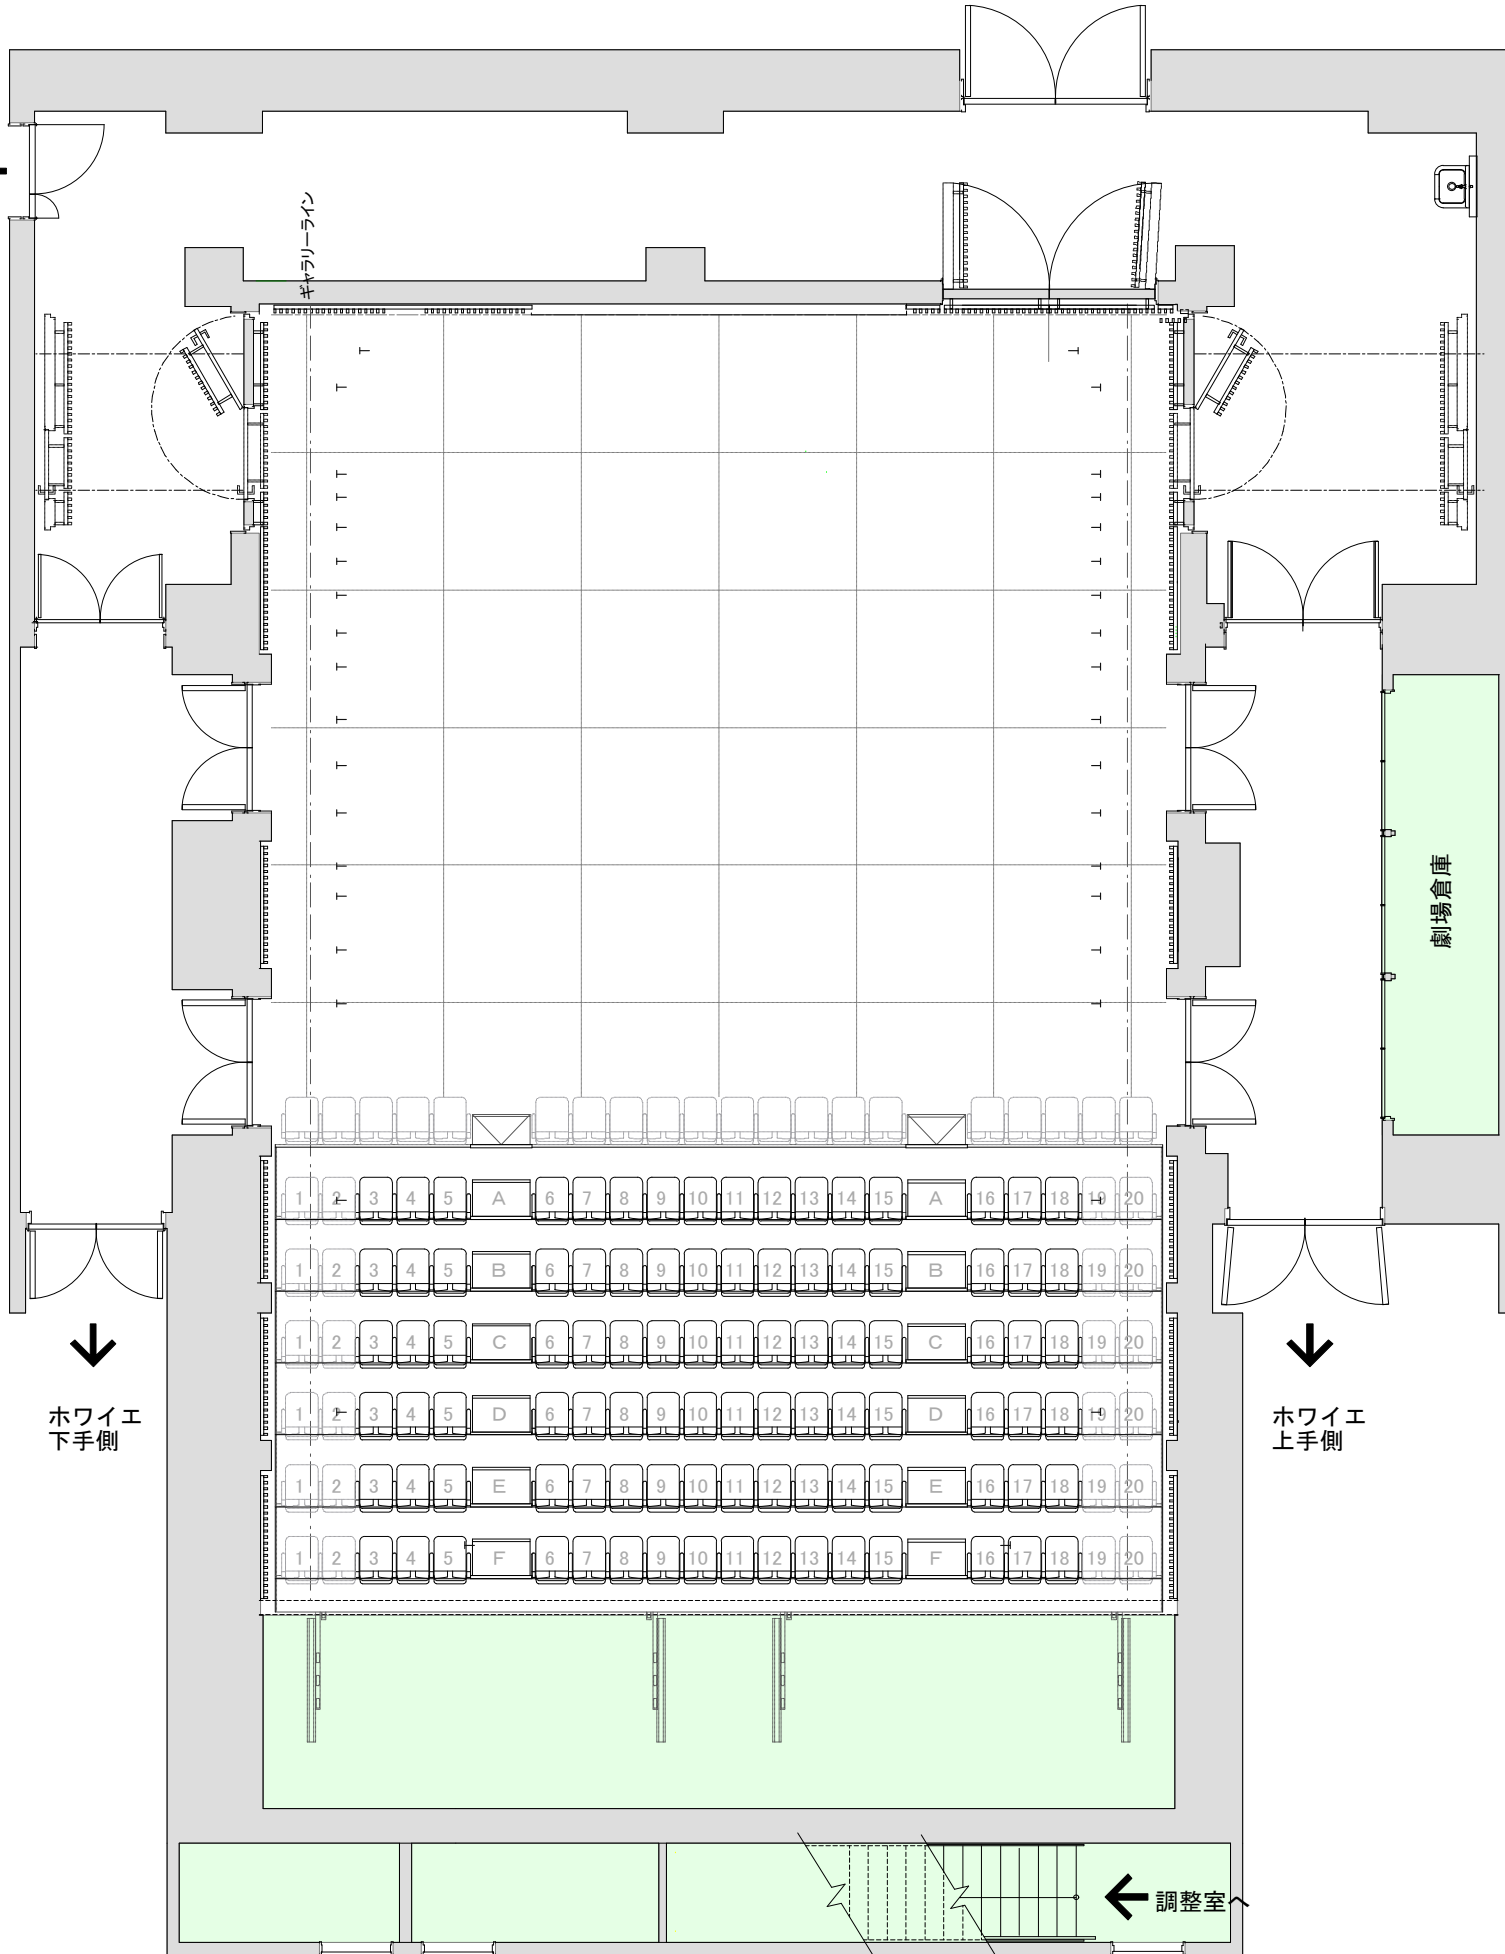 ギャラリーライン
劇場倉庫
1 2 3 4 5 A 6 7 8 9 10 11 12 13 14 15 A 16 17 18 19 20
1 2 3 4 5 B 6 7 8 9 10 11 12 13 14 15 B 16 17 18 19 20
1 2 3 4 5 C 6 7 8 9 10 11 12 13 14 15 C 16 17 18 19 20
1 2 3 4 5 D 6 7 8 9 10 11 12 13 14 15 D 16 17 18 19 20
1 2 3 4 5 E 6 7 8 9 10 11 12 13 14 15 E 16 17 18 19 20
1 2 3 4 5 F 6 7 8 9 10 11 12 13 14 15 F 16 17 18 19 20
ホワイエ
下手側
ホワイエ
上手側
調整室へ